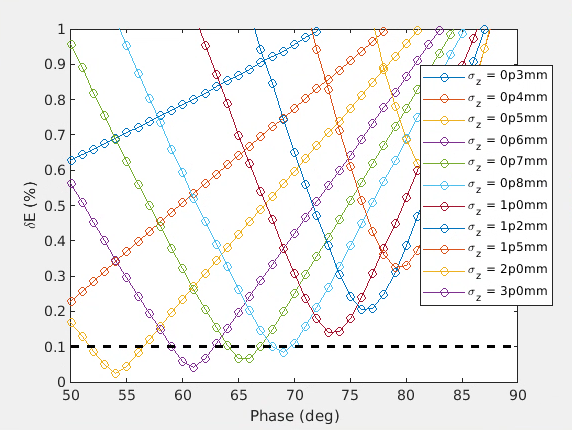 1
0.9
0.8
0.7
0.6
0.5
0.4
0.3
0.2
0.1
0
δE (%)
50 55 60 65 70 75 80 85 90
Phase (deg)
σz = 0p3mm
σz = 0p4mm
σz = 0p5mm
σz = 0p6mm
σz = 0p7mm
σz = 0p8mm
σz = 1p0mm
σz = 1p2mm
σz = 1p5mm
σz = 2p0mm
σz = 3p0mm